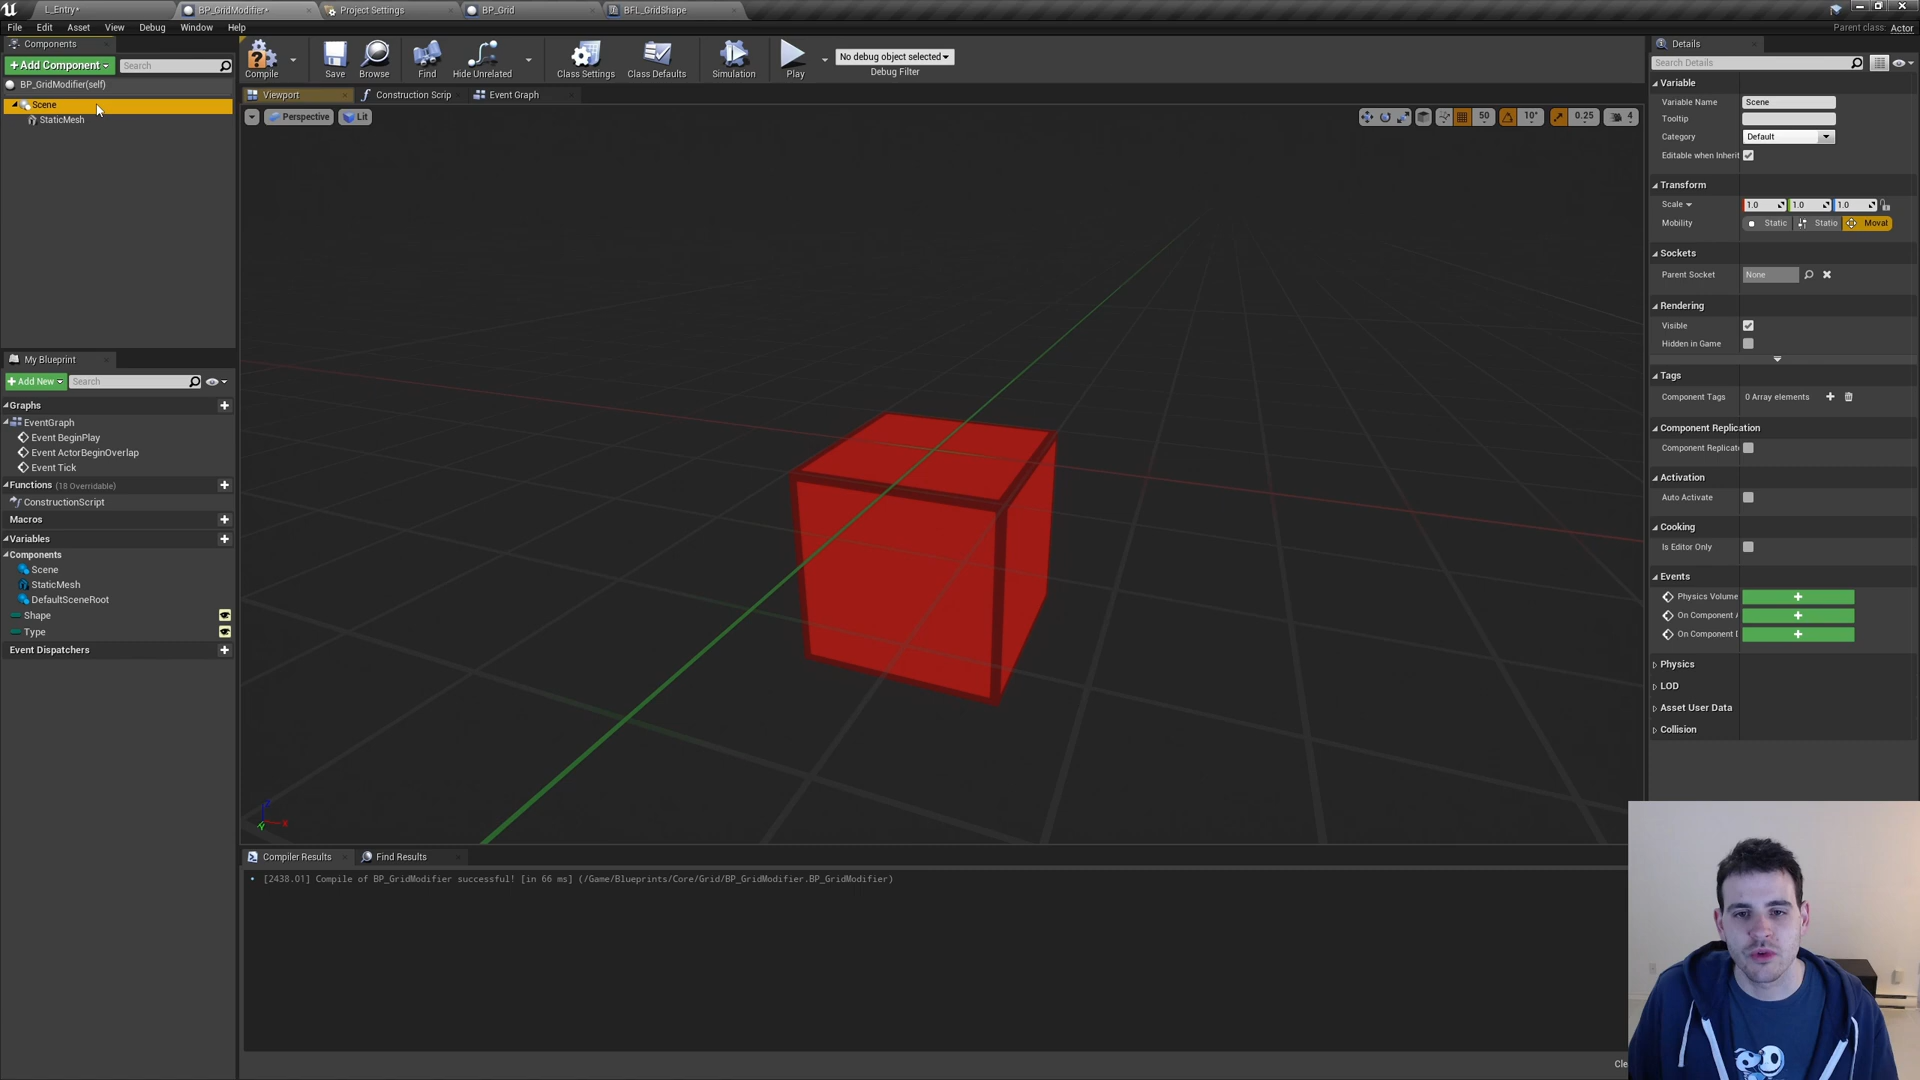 L_Entry*
BP_GridModifier*
Project Settings
BP_Grid
BFL_GridShape
File Edit Asset View Debug Window Help
Parent class: Actor
Components
+Add Component
Search
BP_GridModifier(self)
Scene
StaticMesh
Compile
Save
Browse
Find
Hide Unrelated
Class Settings
Class Defaults
Simulation
Play
No debug object selected
Debug Filter
Viewport
Construction Scrip
Event Graph
Perspective
Lit
50
10°
0.25
4
My Blueprint
+Add New
Search
Graphs
EventGraph
Event BeginPlay
Event ActorBeginOverlap
Event Tick
Functions (18 Overridable)
ConstructionScript
Macros
Variables
Components
Scene
StaticMesh
DefaultSceneRoot
Shape
Type
Event Dispatchers
X
Compiler Results
Find Results
[2438.01] Compile of BP_GridModifier successful! [in 66 ms] (/Game/Blueprints/Core/Grid/BP_GridModifier.BP_GridModifier)
Cle
Details
Search Details
Variable
Variable Name Scene
Tooltip
Category Default
Editable when Inherit
Transform
Scale 1.0 1.0 1.0
Mobility Static Statio Moval
Sockets
Parent Socket None
Rendering
Visible
Hidden in Game
Tags
Component Tags 0 Array elements
Component Replication
Component Replicat
Activation
Auto Activate
Cooking
Is Editor Only
Events
Physics Volume
On Component A
On Component D
Physics
LOD
Asset User Data
Collision